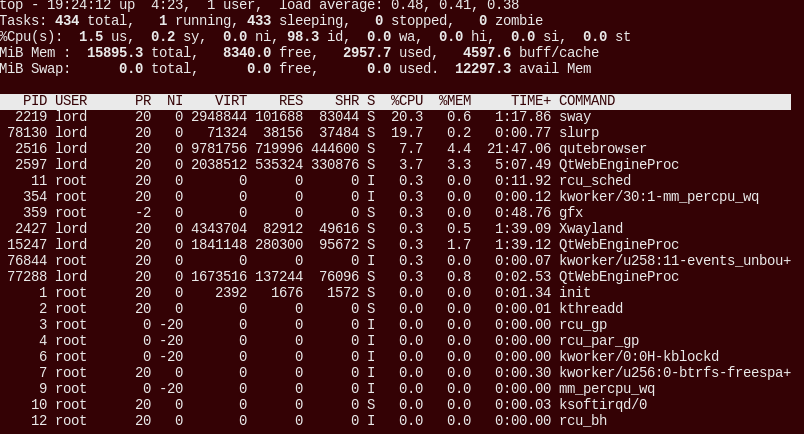 top - 19:24:12 up  4:23,  1 user,  load average: 0.48, 0.41, 0.38
Tasks: 434 total,   1 running, 433 sleeping,   0 stopped,   0 zombie
%Cpu(s):  1.5 us,  0.2 sy,  0.0 ni, 98.3 id,  0.0 wa,  0.0 hi,  0.0 si,  0.0 st
MiB Mem :  15895.3 total,   8340.0 free,   2957.7 used,   4597.6 buff/cache
MiB Swap:      0.0 total,      0.0 free,      0.0 used.  12297.3 avail Mem
PID USER      PR  NI    VIRT    RES    SHR S  %CPU  %MEM     TIME+ COMMAND
2219 lord      20   0 2948844 101688  83044 S  20.3   0.6   1:17.86 sway
78130 lord      20   0   71324  38156  37484 S  19.7   0.2   0:00.77 slurp
2516 lord      20   0 9781756 719996 444600 S   7.7   4.4  21:47.06 qutebrowser
2597 lord      20   0 2038512 535324 330876 S   3.7   3.3   5:07.49 QtWebEngineProc
11 root      20   0       0      0      0 I   0.3   0.0   0:11.92 rcu_sched
354 root      20   0       0      0      0 I   0.3   0.0   0:00.12 kworker/30:1-mm_percpu_wq
359 root      -2   0       0      0      0 S   0.3   0.0   0:48.76 gfx
2427 lord      20   0 4343704  82912  49616 S   0.3   0.5   1:39.09 Xwayland
15247 lord      20   0 1841148 280300  95672 S   0.3   1.7   1:39.12 QtWebEngineProc
76844 root      20   0       0      0      0 I   0.3   0.0   0:00.07 kworker/u258:11-events_unbou+
77288 lord      20   0 1673516 137244  76096 S   0.3   0.8   0:02.53 QtWebEngineProc
1 root      20   0    2392   1676   1572 S   0.0   0.0   0:01.34 init
2 root      20   0       0      0      0 S   0.0   0.0   0:00.01 kthreadd
3 root       0 -20       0      0      0 I   0.0   0.0   0:00.00 rcu_gp
4 root       0 -20       0      0      0 I   0.0   0.0   0:00.00 rcu_par_gp
6 root       0 -20       0      0      0 I   0.0   0.0   0:00.00 kworker/0:0H-kblockd
7 root      20   0       0      0      0 I   0.0   0.0   0:00.30 kworker/u256:0-btrfs-freespa+
9 root       0 -20       0      0      0 I   0.0   0.0   0:00.00 mm_percpu_wq
10 root      20   0       0      0      0 S   0.0   0.0   0:00.03 ksoftirqd/0
12 root      20   0       0      0      0 I   0.0   0.0   0:00.00 rcu_bh